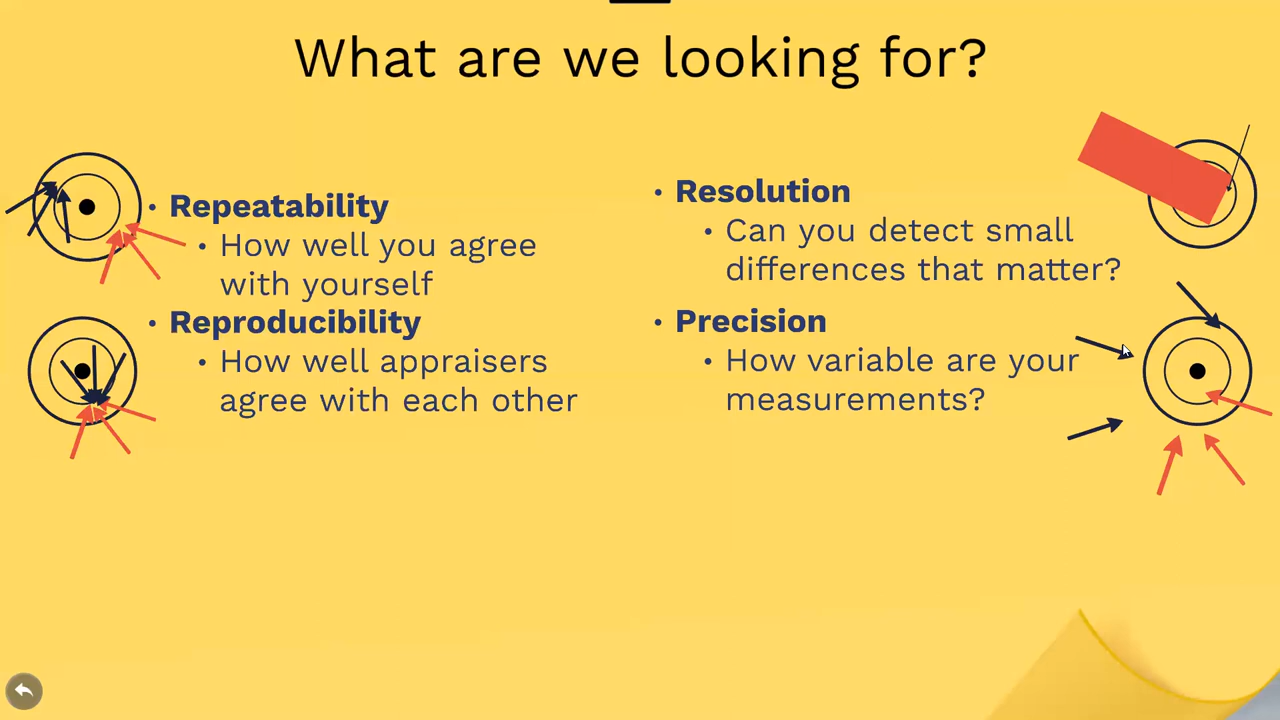 What are we looking for?
• Repeatability
• How well you agree
with yourself
• Reproducibility
• How well appraisers
agree with each other
• Resolution
• Can you detect small
differences that matter?
• Precision
• How variable are your
measurements?